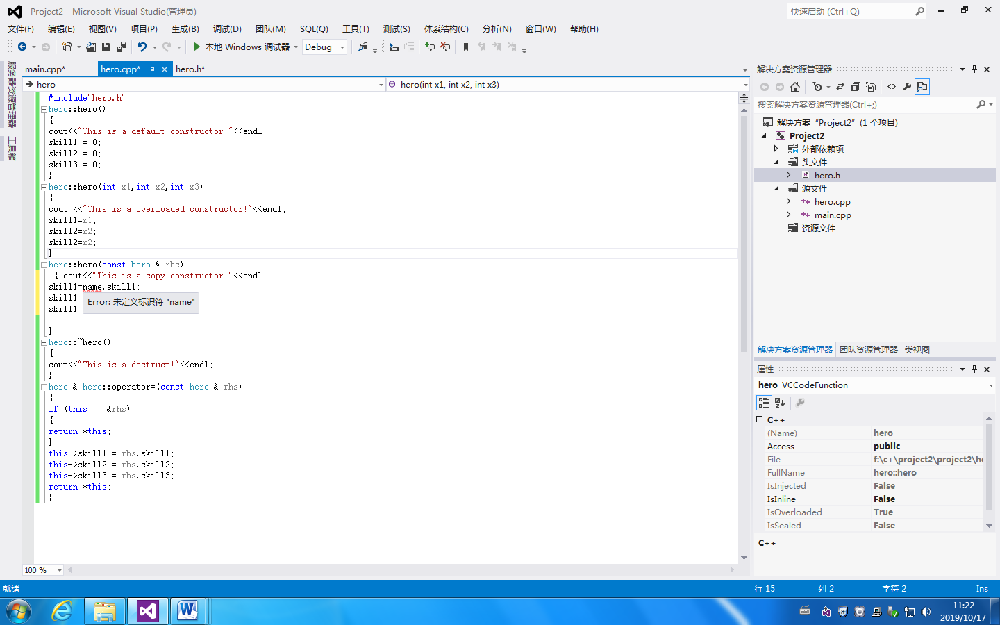 Project2 - Microsoft Visual Studio(管理员)
快速启动 (Ctrl+Q)
文件(F) 编辑(E) 视图(V) 项目(P) 生成(B) 调试(D) 团队(M) SQL(Q) 工具(T) 测试(S) 体系结构(C) 分析(N) 窗口(W) 帮助(H)
本地 Windows 调试器 Debug
服务器资源管理器
工具箱
main.cpp* hero.cpp* hero.h*
hero hero(int x1, int x2, int x3)
#include"hero.h"
hero::hero()
{
cout<<"This is a default constructor!"<<endl;
skill1 = 0;
skill2 = 0;
skill3 = 0;
}
hero::hero(int x1,int x2,int x3)
{
cout <<"This is a overloaded constructor!"<<endl;
skill1=x1;
skill2=x2;
skill2=x2;
}
hero::hero(const hero & rhs)
{ cout<<"This is a copy constructor!"<<endl;
skill1=name.skill1;
skill1=
Error: 未定义标识符 "name"
skill1=
}
hero::~hero()
{
cout<<"This is a destruct!"<<endl;
}
hero & hero::operator=(const hero & rhs)
{
if (this == &rhs)
{
return *this;
}
this->skill1 = rhs.skill1;
this->skill2 = rhs.skill2;
this->skill3 = rhs.skill3;
return *this;
}
100 %
解决方案资源管理器
搜索解决方案资源管理器(Ctrl+;)
解决方案 "Project2" (1 个项目)
Project2
外部依赖项
头文件
hero.h
源文件
hero.cpp
main.cpp
资源文件
解决方案资源管理器 团队资源管理器 类视图
属性
hero VCCodeFunction
C++
(Name) hero
Access public
File f:\c+\project2\project2\he
FullName hero::hero
IsInjected False
IsInline False
IsOverloaded True
IsSealed False
C++
就绪 行 15 列 2 字符 2 Ins
11:22
2019/10/17